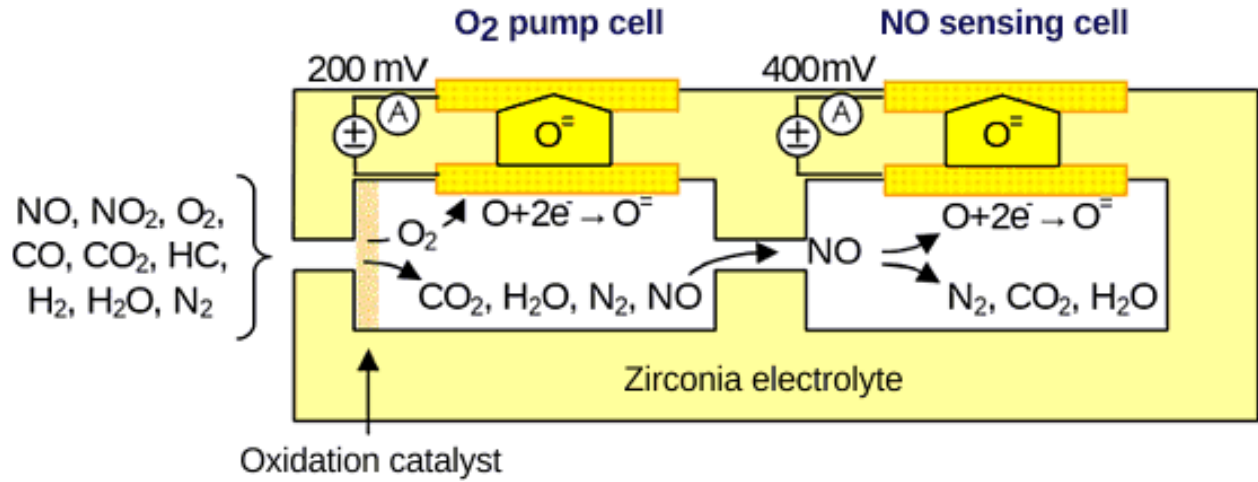 O₂ pump cell
NO sensing cell
200 mV
400mV
A
A
±
±
O⁼
O⁼
NO, NO₂, O₂,
CO, CO₂, HC,
H₂, H₂O, N₂
O₂
O+2e⁻→O⁼
CO₂, H₂O, N₂, NO
NO
O+2e⁻→O⁼
N₂, CO₂, H₂O
Zirconia electrolyte
Oxidation catalyst